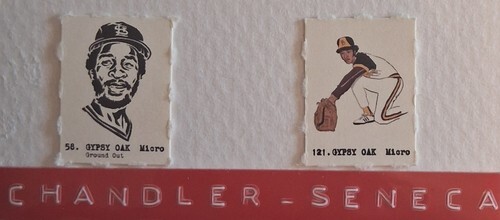 58. GYPSY OAK Micro
Ground Out
121. GYPSY OAK Micro
CHANDLER - SENECA